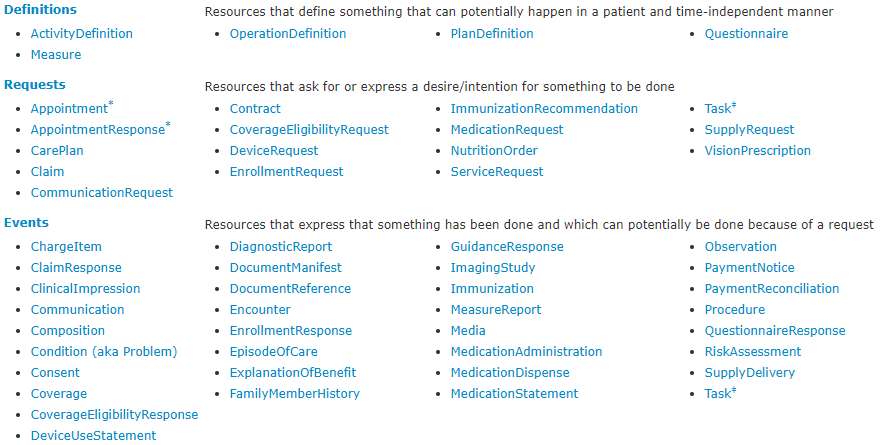 Definitions Resources that define something that can potentially happen in a patient and time-independent manner
• ActivityDefinition • OperationDefinition • PlanDefinition • Questionnaire
• Measure
Requests Resources that ask for or express a desire/intention for something to be done
• Appointment* • Contract • ImmunizationRecommendation • Task‡
• AppointmentResponse* • CoverageEligibilityRequest • MedicationRequest • SupplyRequest
• CarePlan • DeviceRequest • NutritionOrder • VisionPrescription
• Claim • EnrollmentRequest • ServiceRequest
• CommunicationRequest
Events Resources that express that something has been done and which can potentially be done because of a request
• ChargeItem • DiagnosticReport • GuidanceResponse • Observation
• ClaimResponse • DocumentManifest • ImagingStudy • PaymentNotice
• ClinicalImpression • DocumentReference • Immunization • PaymentReconciliation
• Communication • Encounter • MeasureReport • Procedure
• Composition • EnrollmentResponse • Media • QuestionnaireResponse
• Condition (aka Problem) • EpisodeOfCare • MedicationAdministration • RiskAssessment
• Consent • ExplanationOfBenefit • MedicationDispense • SupplyDelivery
• Coverage • FamilyMemberHistory • MedicationStatement • Task‡
• CoverageEligibilityResponse
• DeviceUseStatement